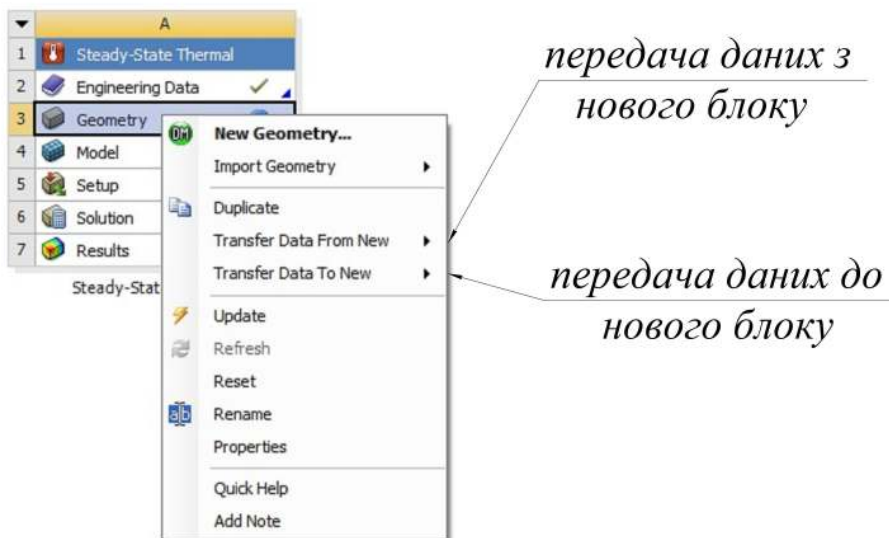 A
1 Steady-State Thermal
2 Engineering Data
3 Geometry
4 Model
5 Setup
6 Solution
7 Results
Steady-Stat
DM New Geometry...
Import Geometry
Duplicate
Transfer Data From New
Transfer Data To New
Update
Refresh
Reset
ab Rename
Properties
Quick Help
Add Note
передача даних з
нового блоку
передача даних до
нового блоку